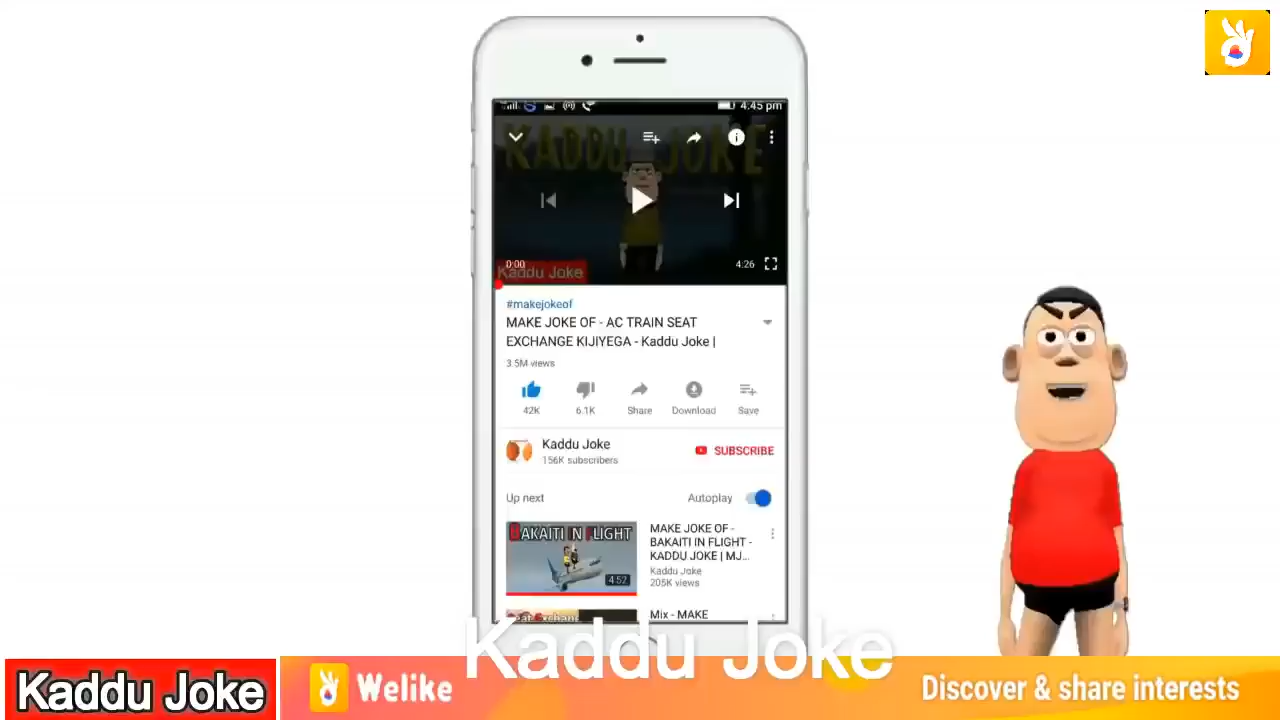 4:45 pm
KADDU JOKE
0:00
4:26
Kaddu Joke
#makejokeof
MAKE JOKE OF - AC TRAIN SEAT
EXCHANGE KIJIYEGA - Kaddu Joke |
3.5M views
42K
6.1K
Share
Download
Save
Kaddu Joke
156K subscribers
SUBSCRIBE
Up next
Autoplay
BAKAITI IN FLIGHT
4:52
MAKE JOKE OF -
BAKAITI IN FLIGHT -
KADDU JOKE | MJ...
Kaddu Joke
205K views
Mix - MAKE
Kaddu Joke
Kaddu Joke
Welike
Discover & share interests